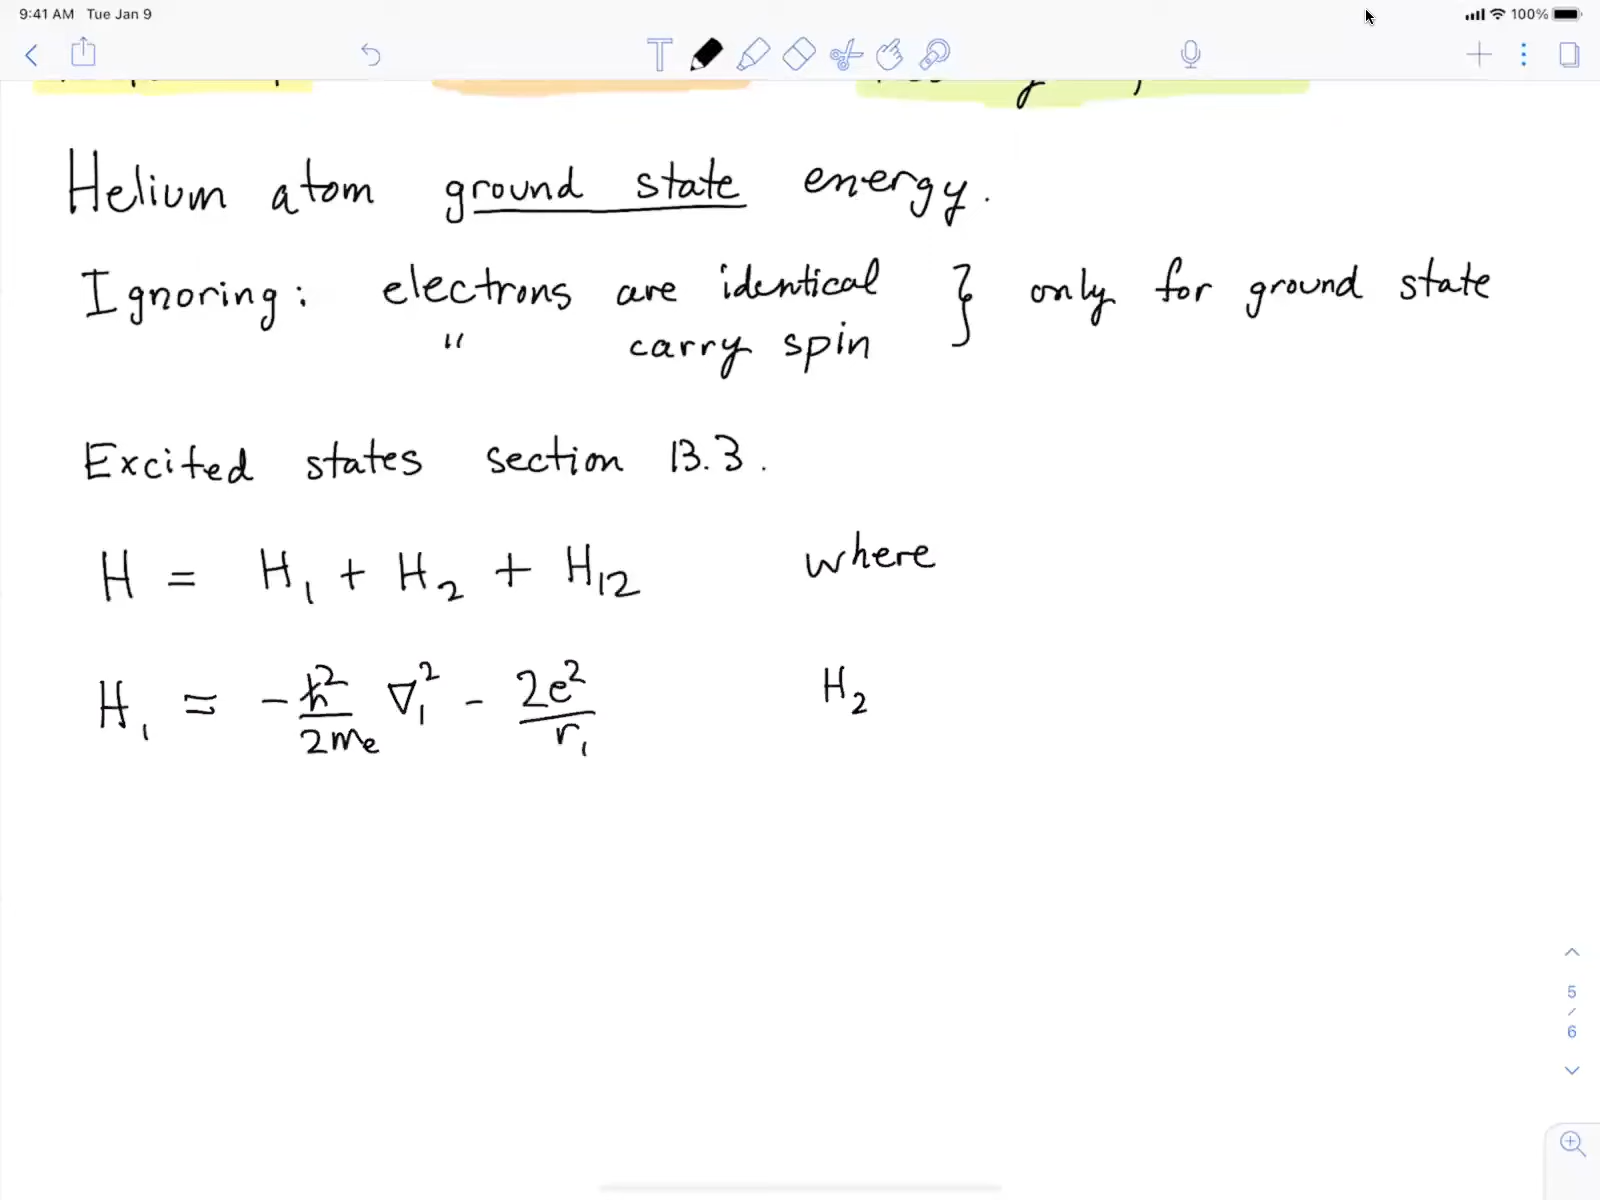 9:41 AM Tue Jan 9
100%
Helium atom ground state energy.
Ignoring: electrons are identical } only for ground state
" carry spin
Excited states section 13.3.
H = H₁ + H₂ + H₁₂ where
H₁ = -ħ²/2mₑ ∇₁² - 2e²/r₁ H₂
5
/
6